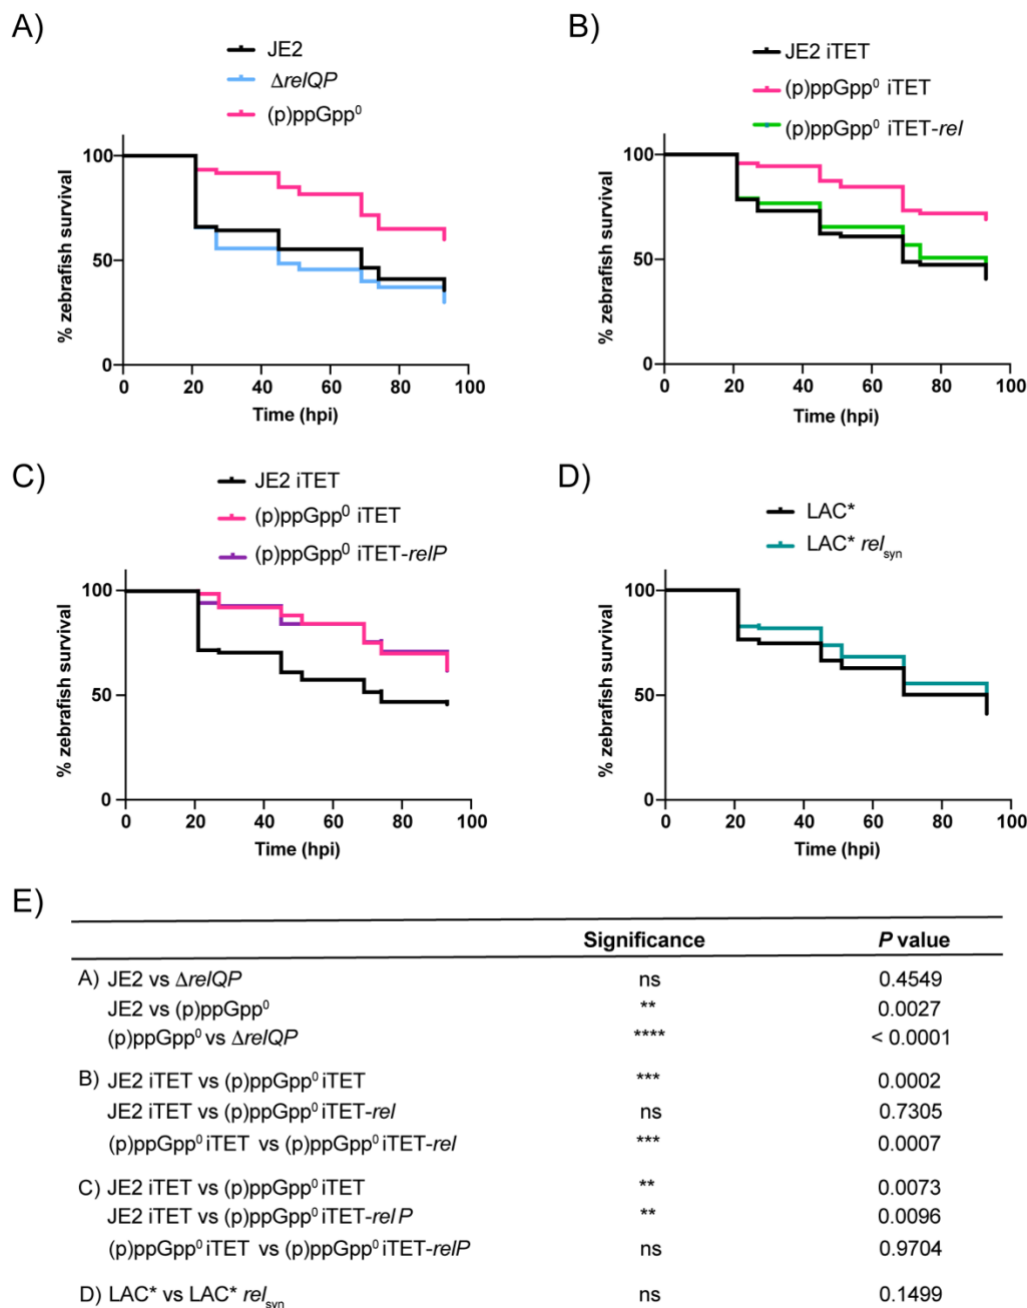 A)
JE2
ΔrelQP
(p)ppGpp⁰
% zebrafish survival
100
50
0
0 20 40 60 80 100
Time (hpi)
B)
JE2 iTET
(p)ppGpp⁰ iTET
(p)ppGpp⁰ iTET-rel
% zebrafish survival
100
50
0
0 20 40 60 80 100
Time (hpi)
C)
JE2 iTET
(p)ppGpp⁰ iTET
(p)ppGpp⁰ iTET-relP
% zebrafish survival
100
50
0
0 20 40 60 80 100
Time (hpi)
D)
LAC*
LAC* rel_syn
% zebrafish survival
100
50
0
0 20 40 60 80 100
Time (hpi)
E)
Significance P value
A) JE2 vs ΔrelQP ns 0.4549
JE2 vs (p)ppGpp⁰ ** 0.0027
(p)ppGpp⁰ vs ΔrelQP **** < 0.0001
B) JE2 iTET vs (p)ppGpp⁰ iTET *** 0.0002
JE2 iTET vs (p)ppGpp⁰ iTET-rel ns 0.7305
(p)ppGpp⁰ iTET vs (p)ppGpp⁰ iTET-rel *** 0.0007
C) JE2 iTET vs (p)ppGpp⁰ iTET ** 0.0073
JE2 iTET vs (p)ppGpp⁰ iTET-relP ** 0.0096
(p)ppGpp⁰ iTET vs (p)ppGpp⁰ iTET-relP ns 0.9704
D) LAC* vs LAC* rel_syn ns 0.1499